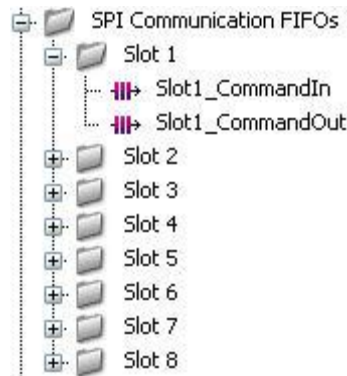 SPI Communication FIFOs
Slot 1
Slot1_CommandIn
Slot1_CommandOut
Slot 2
Slot 3
Slot 4
Slot 5
Slot 6
Slot 7
Slot 8